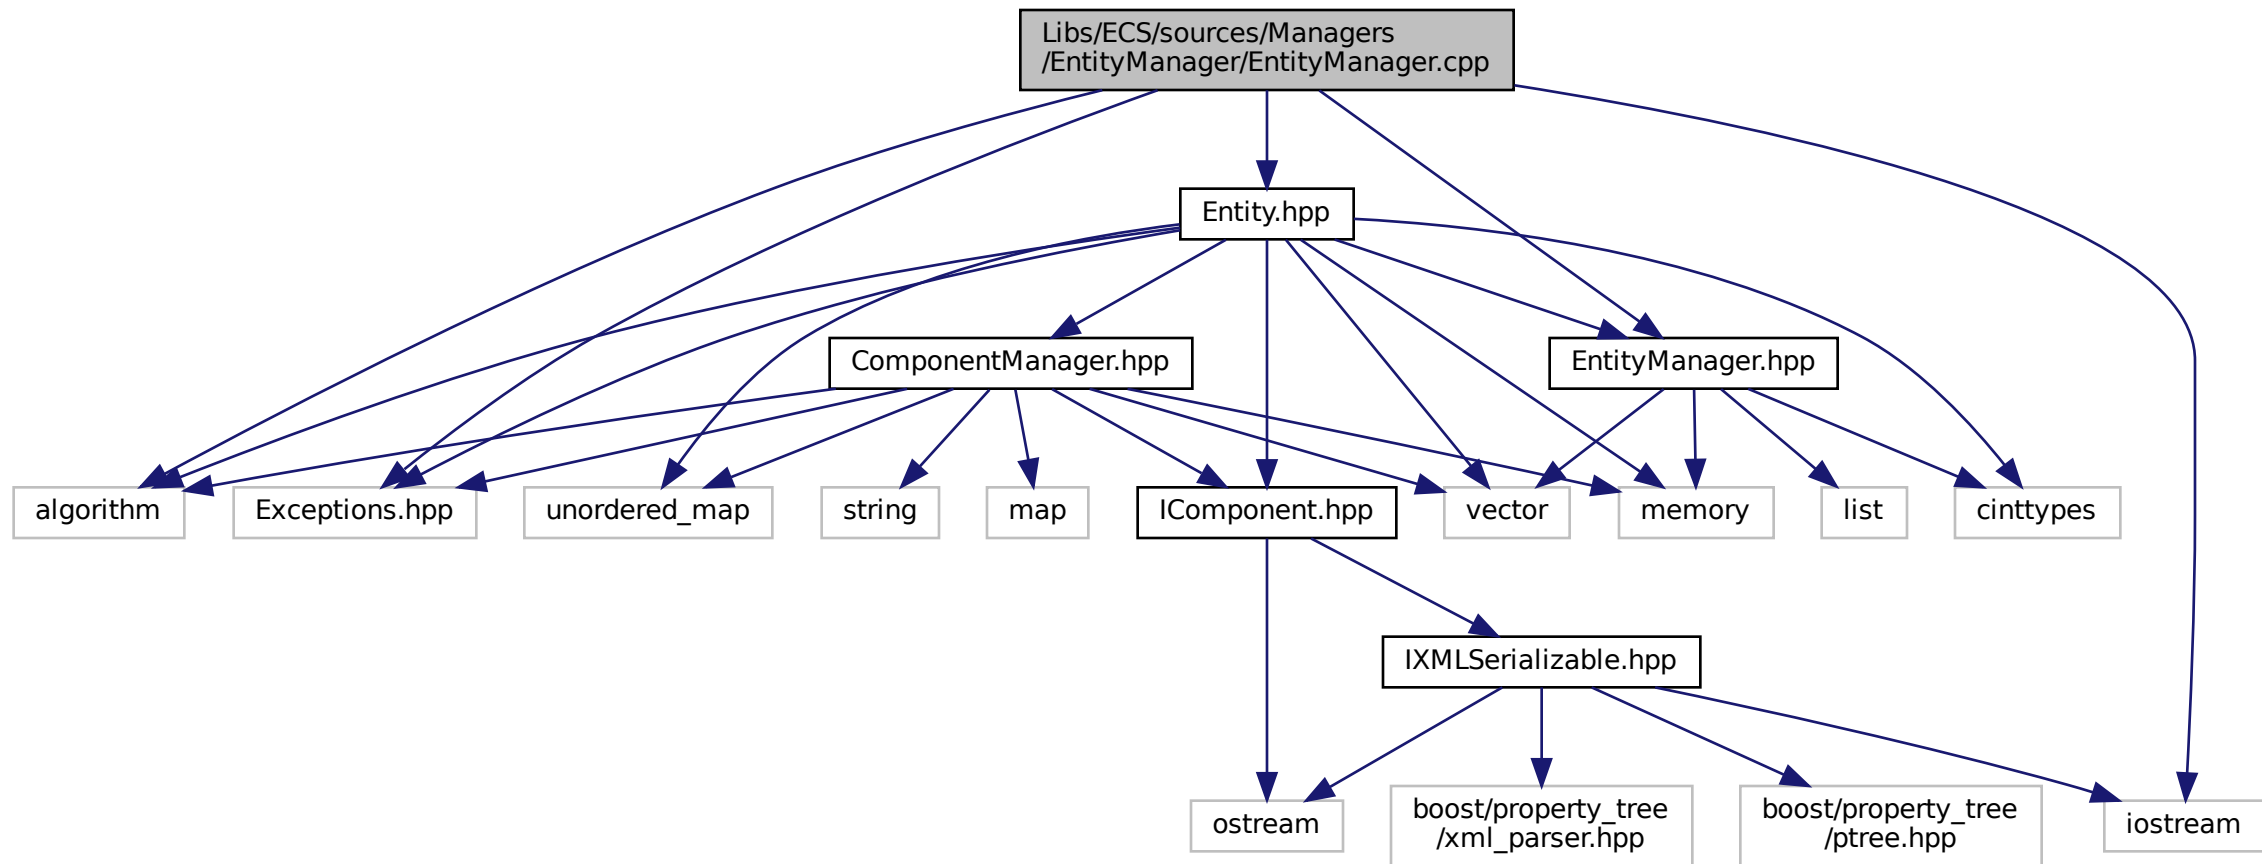 Libs/ECS/sources/Managers
/EntityManager/EntityManager.cpp
Entity.hpp
ComponentManager.hpp
EntityManager.hpp
algorithm
Exceptions.hpp
unordered_map
string
map
IComponent.hpp
vector
memory
list
cinttypes
IXMLSerializable.hpp
ostream
boost/property_tree
/xml_parser.hpp
boost/property_tree
/ptree.hpp
iostream